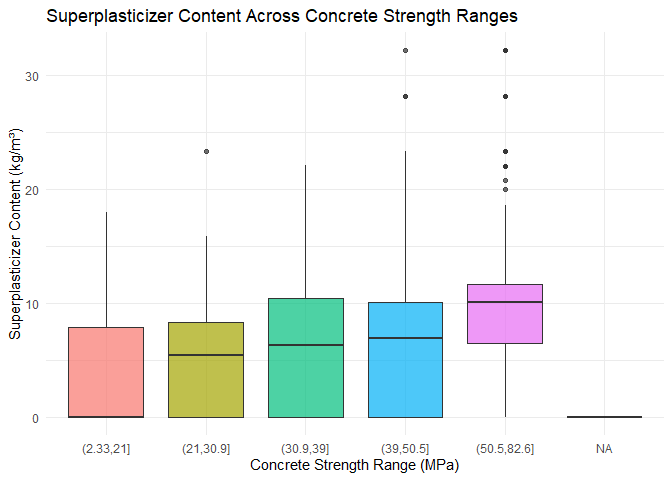 Superplasticizer Content Across Concrete Strength Ranges
Superplasticizer Content (kg/m³)
30
20
10
0
(2.33,21]
(21,30.9]
(30.9,39]
(39,50.5]
(50.5,82.6]
NA
Concrete Strength Range (MPa)